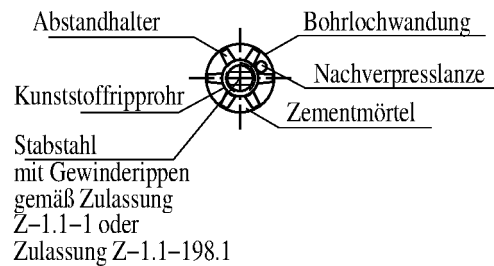 Abstandhalter
Bohrlochwandung
Nachverpresslanze
Kunststoffripprohr
Zementmörtel
Stabstahl
mit Gewinderippen
gemäß Zulassung
Z–1.1–1 oder
Zulassung Z–1.1–198.1